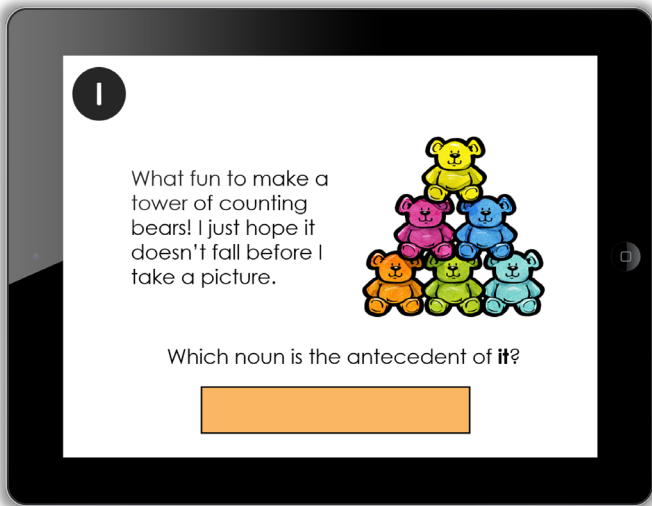 1
What fun to make a
tower of counting
bears! I just hope it
doesn't fall before I
take a picture.
Which noun is the antecedent of it?